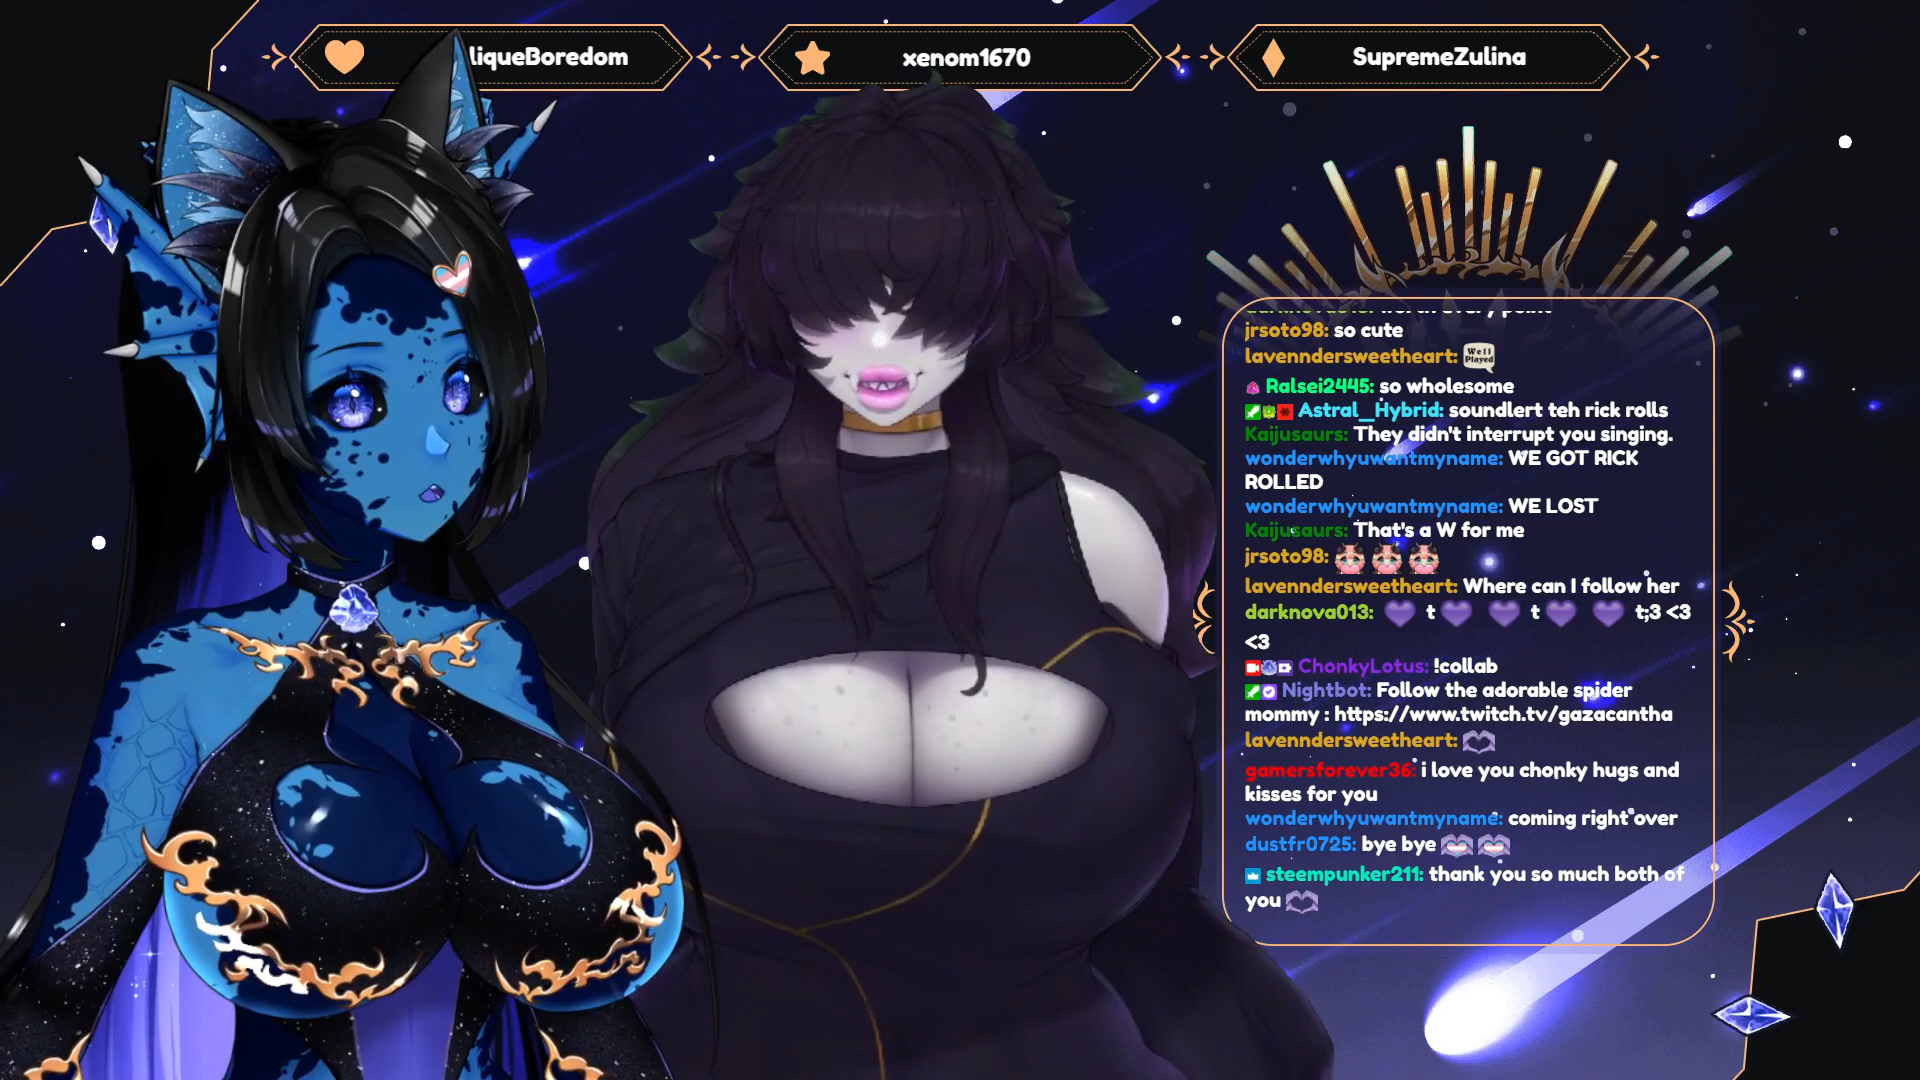 liqueBoredom
xenom1670
SupremeZulina
jrsoto98: so cute
lavenndersweetheart: Well Played
Ralsei2445: so wholesome
Astral_Hybrid: soundlert teh rick rolls
Kaijusaurs: They didn't interrupt you singing.
wonderwhyuwantmyname: WE GOT RICK
ROLLED
wonderwhyuwantmyname: WE LOST
Kaijusaurs: That's a W for me
jrsoto98:
lavenndersweetheart: Where can I follow her
darknova013: 💜 t 💜 💜 t 💜 💜 t;3 <3
<3
ChonkyLotus: !collab
Nightbot: Follow the adorable spider
mommy : https://www.twitch.tv/gazacantha
lavenndersweetheart:
gamersforever36: i love you chonky hugs and
kisses for you
wonderwhyuwantmyname: coming right over
dustfr0725: bye bye
steempunker211: thank you so much both of
you